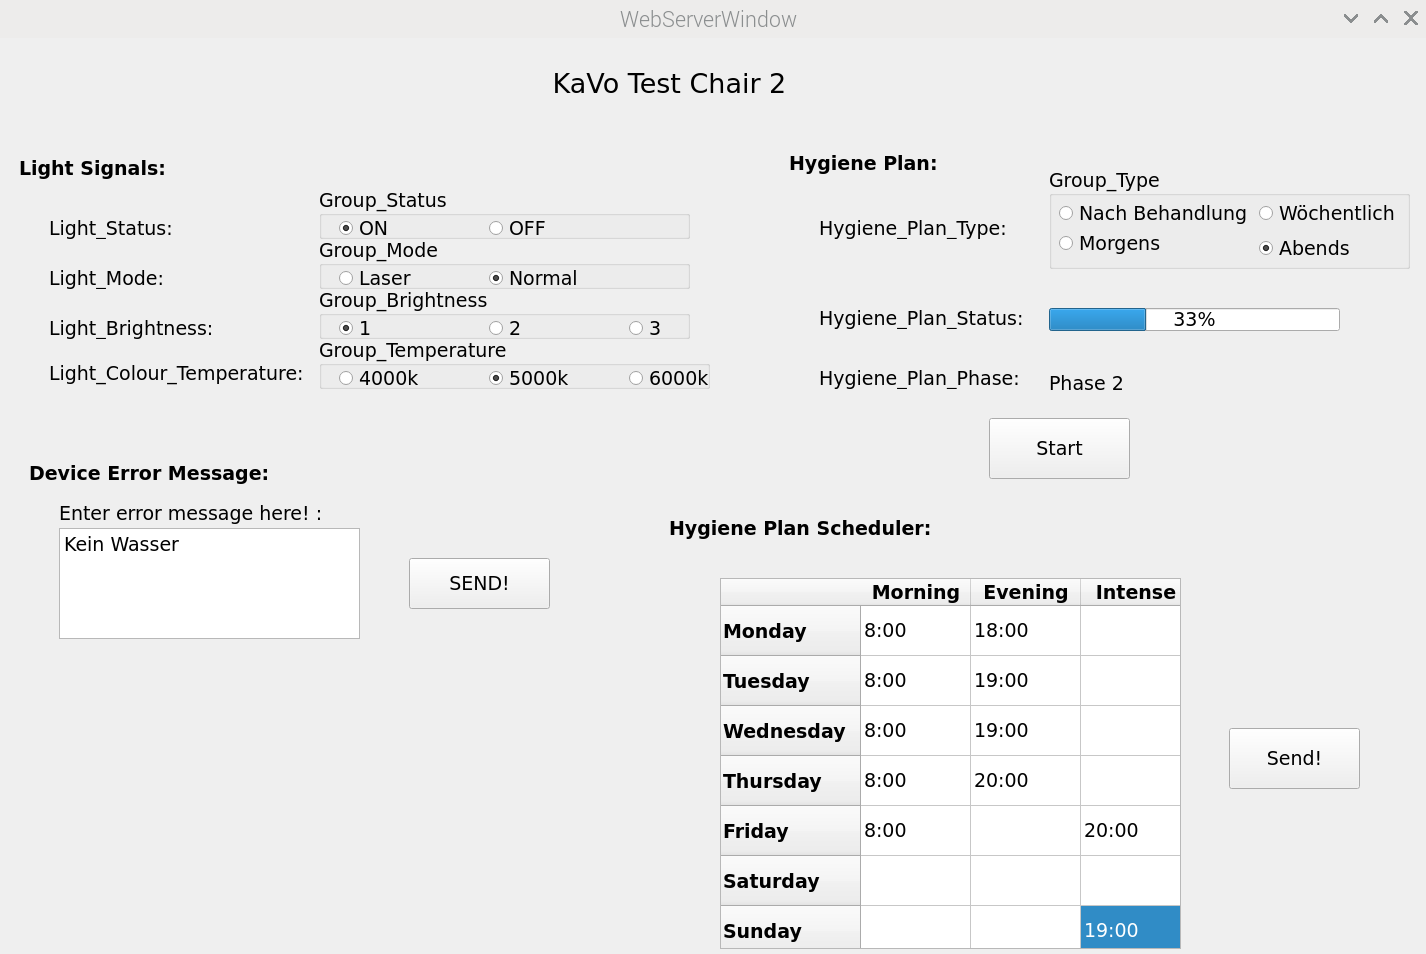 WebServerWindow
KaVo Test Chair 2
Light Signals:
Group_Status
Light_Status: ON OFF
Group_Mode
Light_Mode: Laser Normal
Group_Brightness
Light_Brightness: 1 2 3
Group_Temperature
Light_Colour_Temperature: 4000k 5000k 6000k
Hygiene Plan:
Group_Type
Hygiene_Plan_Type: Nach Behandlung Wöchentlich
Morgens Abends
Hygiene_Plan_Status: 33%
Hygiene_Plan_Phase: Phase 2
Start
Device Error Message:
Enter error message here! :
Kein Wasser
SEND!
Hygiene Plan Scheduler:
Morning Evening Intense
Monday 8:00 18:00
Tuesday 8:00 19:00
Wednesday 8:00 19:00
Thursday 8:00 20:00
Friday 8:00 20:00
Saturday
Sunday 19:00
Send!